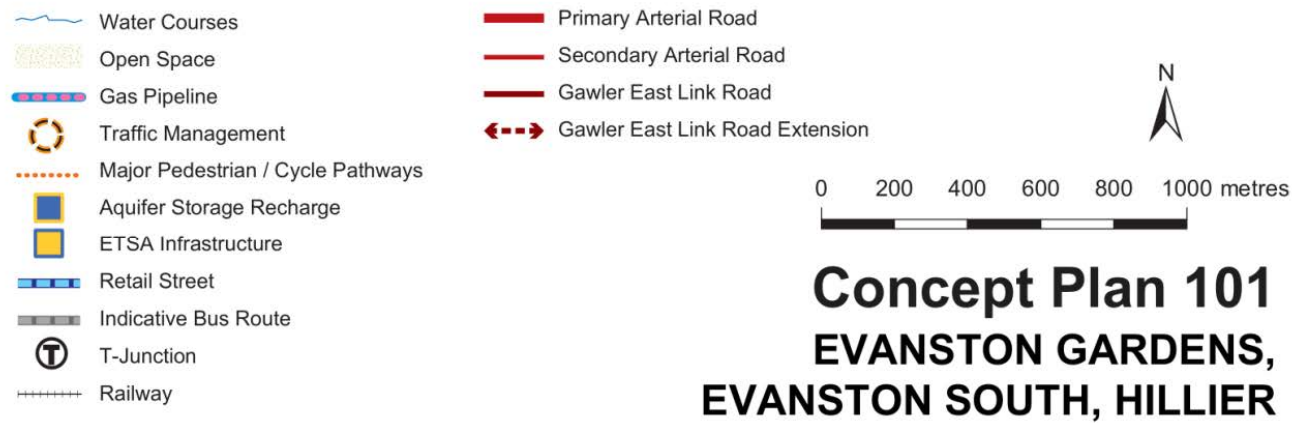 Water Courses
Open Space
Gas Pipeline
Traffic Management
Major Pedestrian / Cycle Pathways
Aquifer Storage Recharge
ETSA Infrastructure
Retail Street
Indicative Bus Route
T
T-Junction
Railway
Primary Arterial Road
Secondary Arterial Road
Gawler East Link Road
Gawler East Link Road Extension
N
0 200 400 600 800 1000 metres
Concept Plan 101
EVANSTON GARDENS,
EVANSTON SOUTH, HILLIER